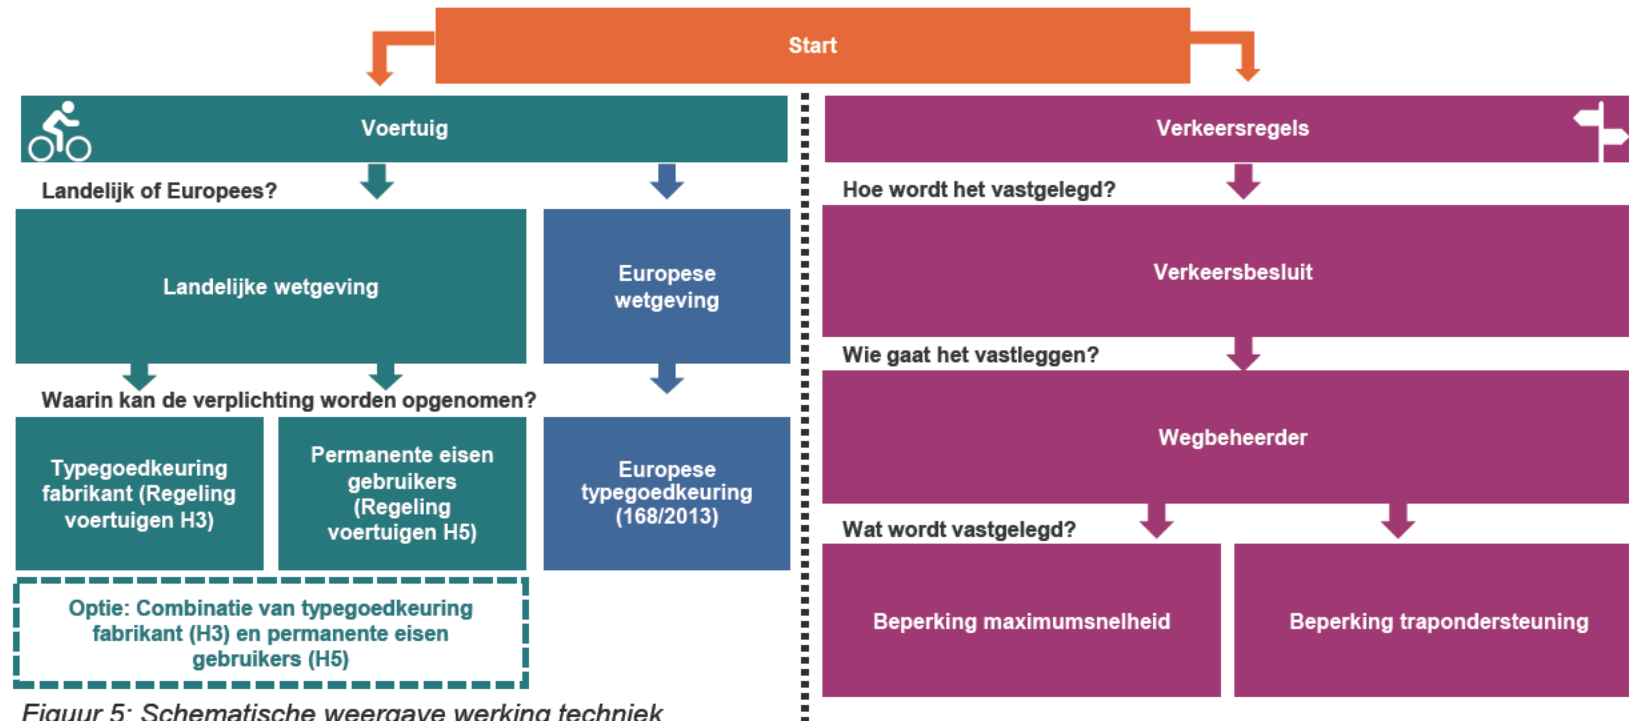 Start
Voertuig
Landelijk of Europees?
Landelijke wetgeving
Europese
wetgeving
Waarin kan de verplichting worden opgenomen?
Typegoedkeuring
fabrikant (Regeling
voertuigen H3)
Permanente eisen
gebruikers
(Regeling
voertuigen H5)
Europese
typegoedkeuring
(168/2013)
Optie: Combinatie van typegoedkeuring
fabrikant (H3) en permanente eisen
gebruikers (H5)
Verkeersregels
Hoe wordt het vastgelegd?
Verkeersbesluit
Wie gaat het vastleggen?
Wegbeheerder
Wat wordt vastgelegd?
Beperking maximumsnelheid
Beperking trapondersteuning
Figuur 5: Schematische weergave werking techniek